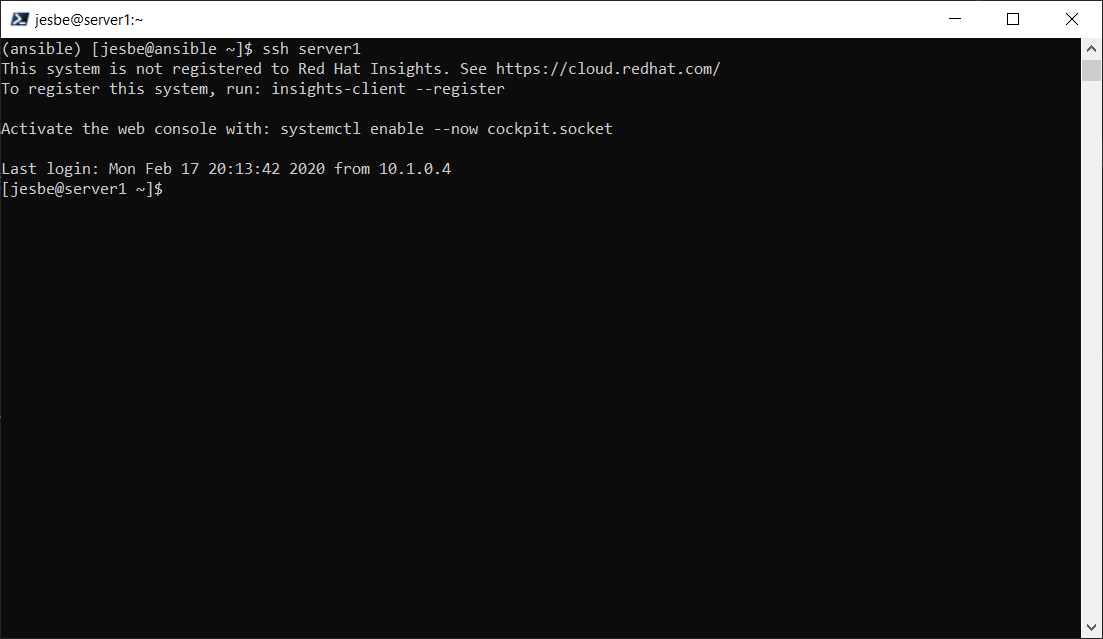 jesbe@server1:~
(ansible) [jesbe@ansible ~]$ ssh server1
This system is not registered to Red Hat Insights. See https://cloud.redhat.com/
To register this system, run: insights-client --register
Activate the web console with: systemctl enable --now cockpit.socket
Last login: Mon Feb 17 20:13:42 2020 from 10.1.0.4
[jesbe@server1 ~]$